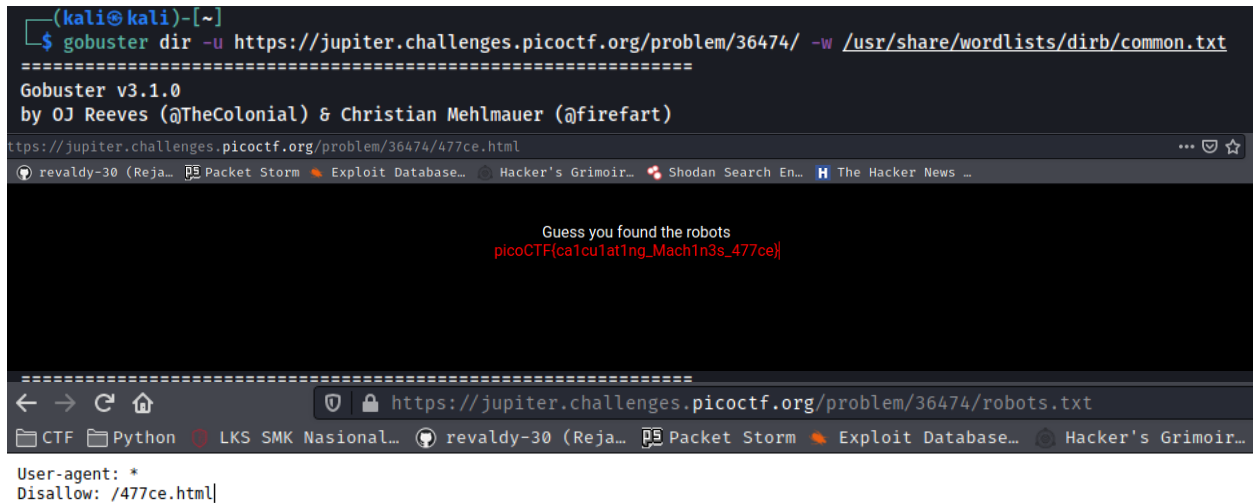 (kali㉿kali)-[~]
$ gobuster dir -u https://jupiter.challenges.picoctf.org/problem/36474/ -w /usr/share/wordlists/dirb/common.txt
===============================================================
Gobuster v3.1.0
by OJ Reeves (@TheColonial) & Christian Mehlmauer (@firefart)
ttps://jupiter.challenges.picoctf.org/problem/36474/477ce.html
revaldy-30 (Reja… Packet Storm Exploit Database… Hacker's Grimoir… Shodan Search En… H The Hacker News …
Guess you found the robots
picoCTF{ca1cu1at1ng_Mach1n3s_477ce}
===============================================================
https://jupiter.challenges.picoctf.org/problem/36474/robots.txt
CTF Python LKS SMK Nasional… revaldy-30 (Reja… Packet Storm Exploit Database… Hacker's Grimoir…
User-agent: *
Disallow: /477ce.html